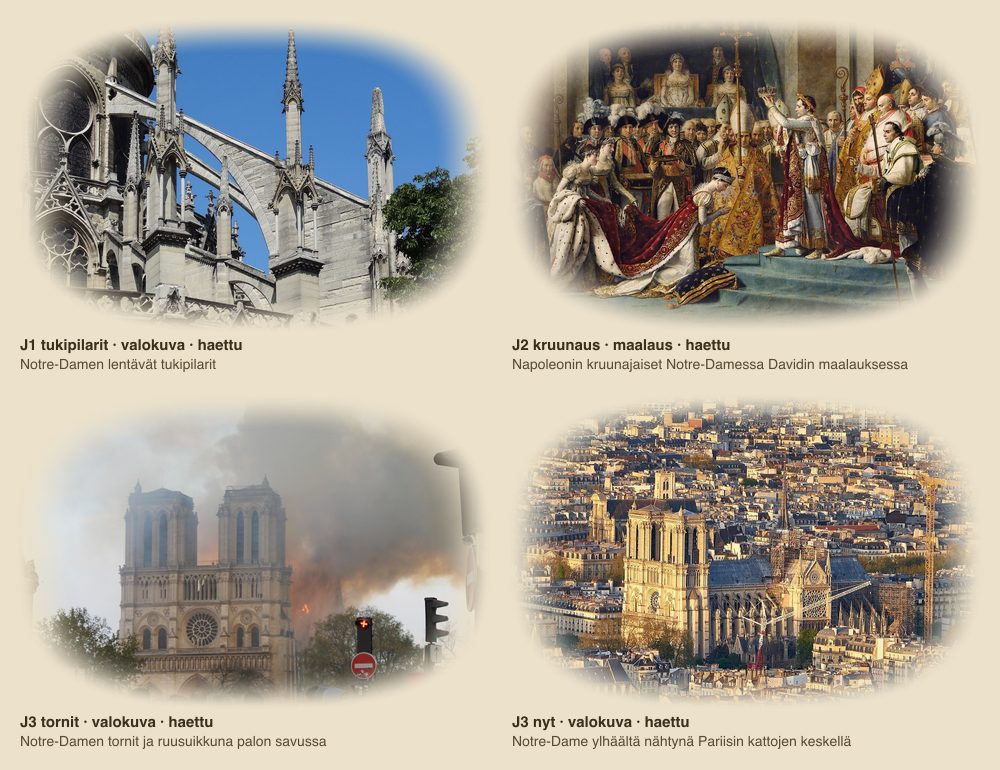 J1 tukipilarit · valokuva · haettu
Notre-Damen lentävät tukipilarit
J2 kruunaus · maalaus · haettu
Napoleonin kruunajaiset Notre-Damessa Davidin maalauksessa
J3 tornit · valokuva · haettu
Notre-Damen tornit ja ruusuikkuna palon savussa
J3 nyt · valokuva · haettu
Notre-Dame ylhäältä nähtynä Pariisin kattojen keskellä